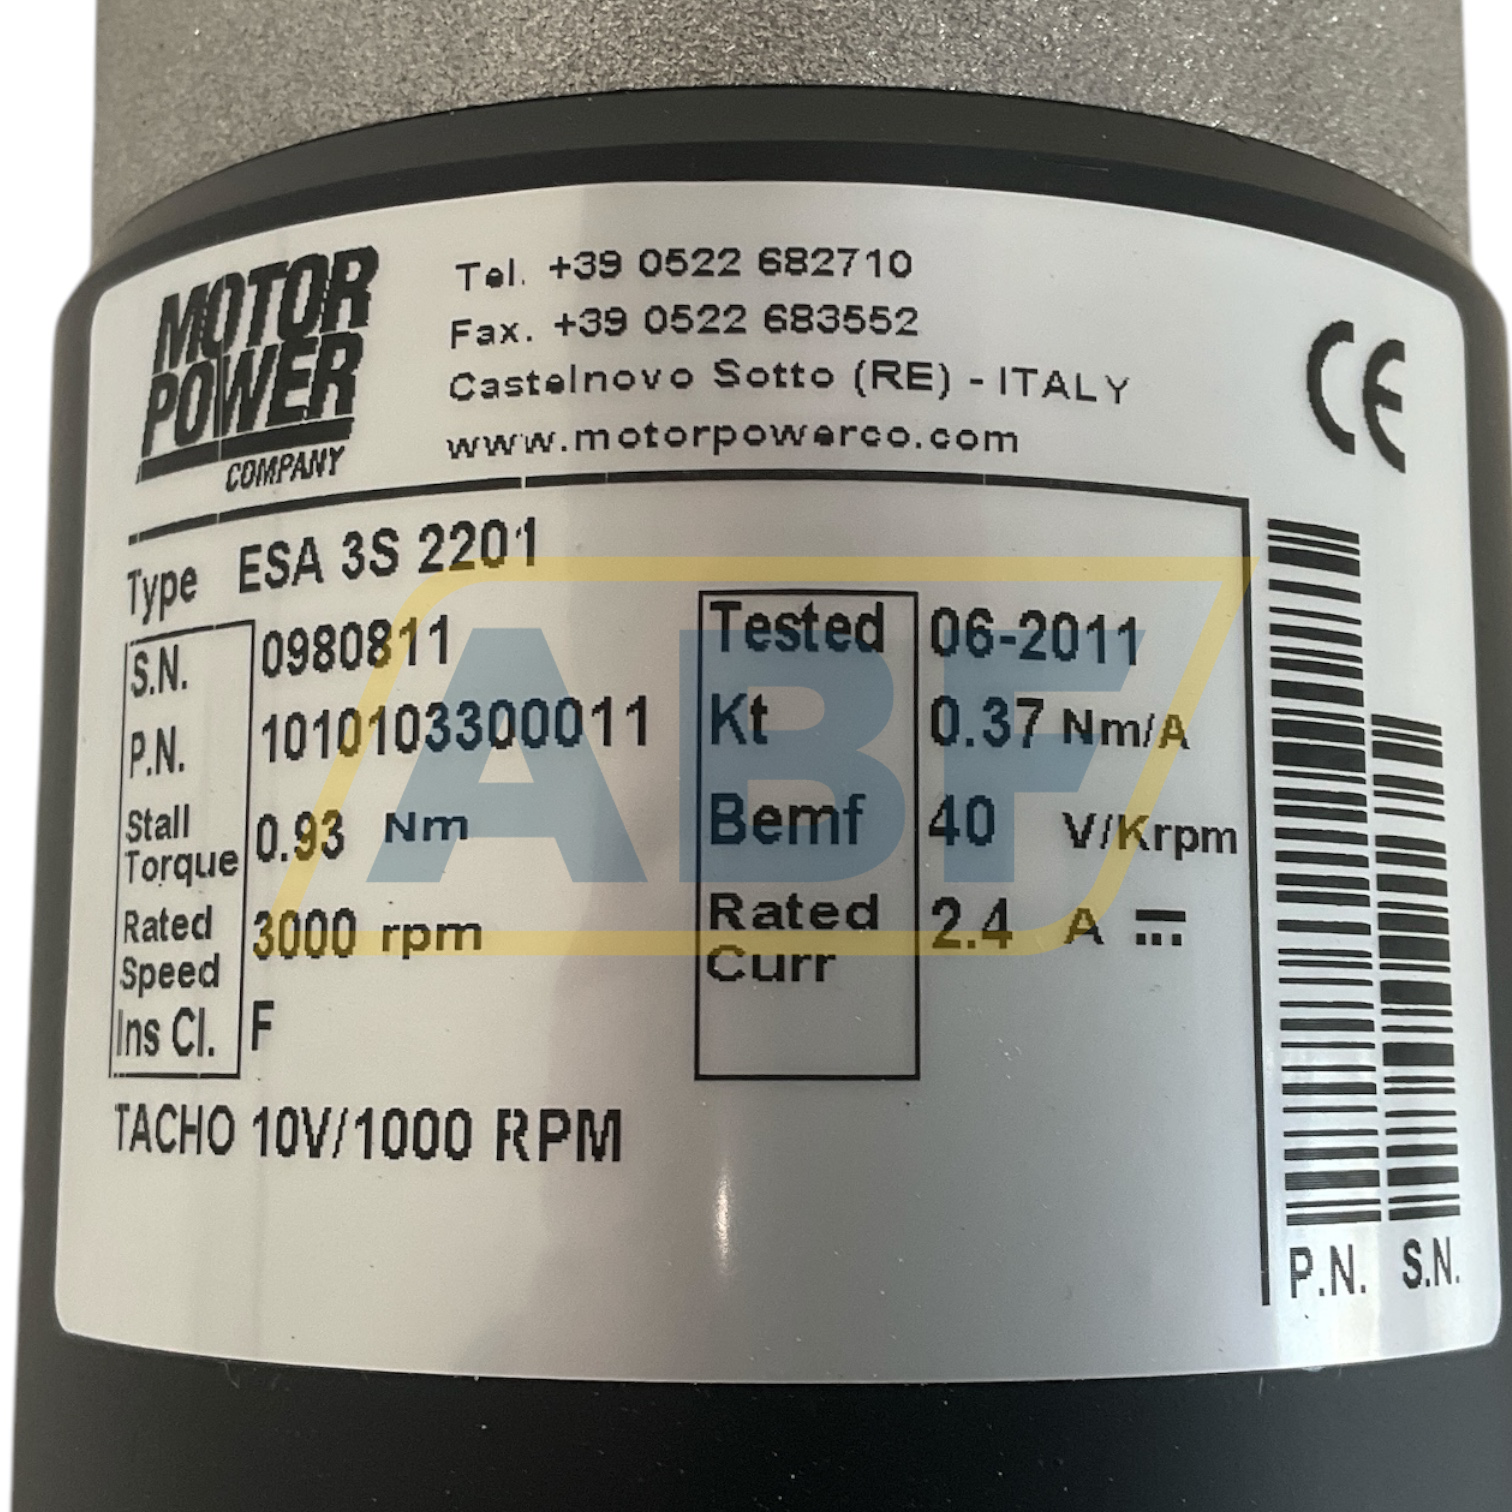 MOTOR
POWER
COMPANY
Tel. +39 0522 682710
Fax. +39 0522 683552
Castelnovo Sotto (RE) - ITALY
www.motorpowerco.com
CE
Type ESA 3S 2201
S.N. 0980811
P.N. 1010103300011
Stall Torque 0.93 Nm
Rated Speed 3000 rpm
Ins Cl. F
Tested 06-2011
Kt 0.37 Nm/A
Bemf 40 V/Krpm
Rated Curr 2.4 A
TACHO 10V/1000 RPM
P.N. S.N.
ABF